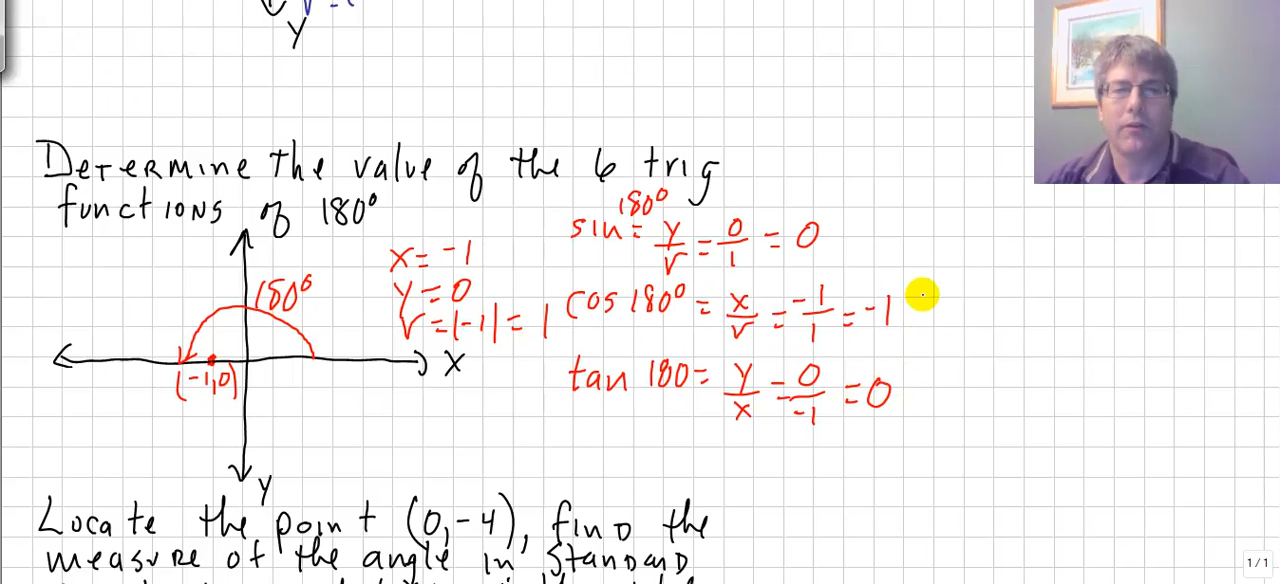 Y
Determine the value of the 6 trig
functions of 180°
180°
sin = y/r = 0/1 = 0
x = -1
y = 0
r = |-1| = 1
180°
cos 180° = x/r = -1/1 = -1
X
(-1,0)
tan 180 = y/x = 0/-1 = 0
Y
Locate the point (0,-4), find the
measure of the angle in standard
1/1